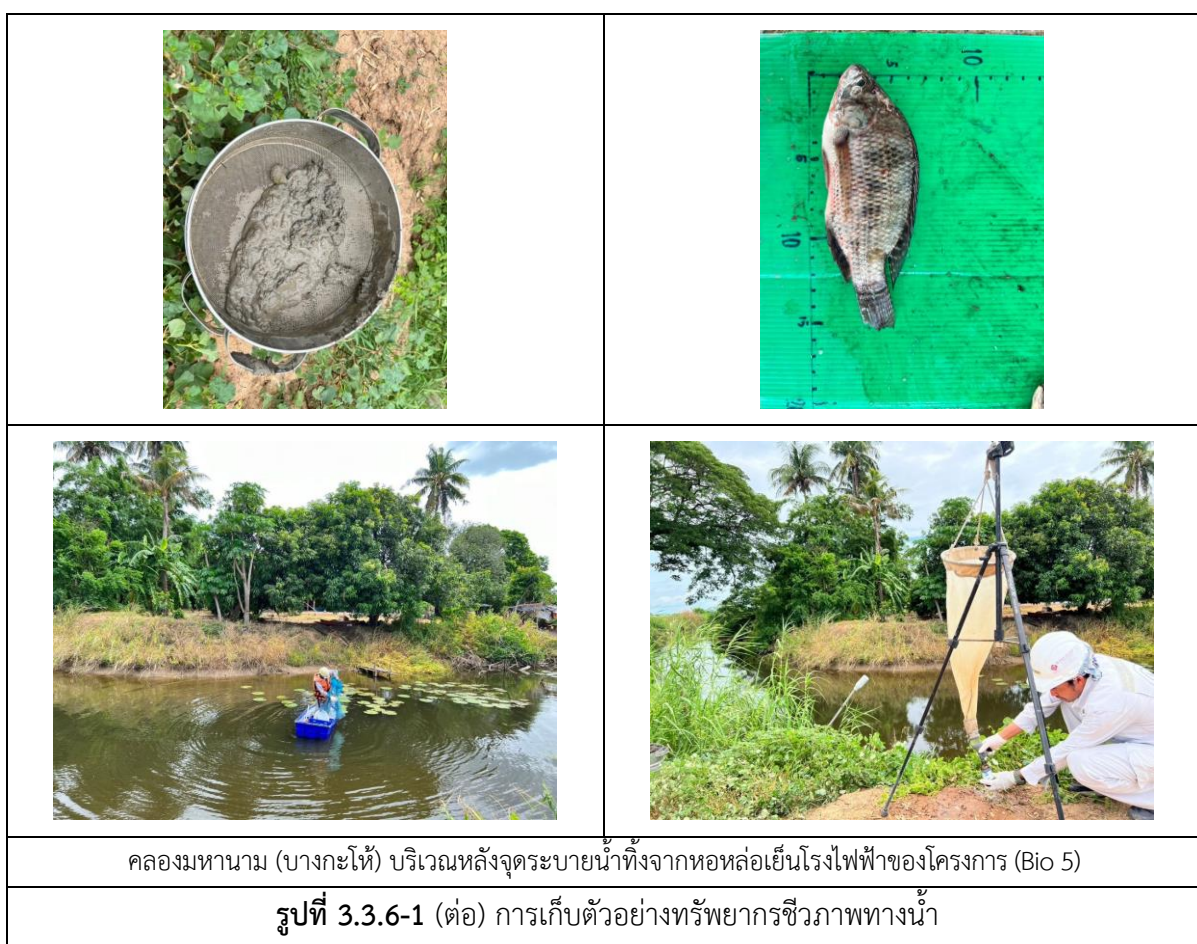 5
10
5
10
15
คลองมหานาม (บางกะโห้) บริเวณหลังจุดระบายน้ำทิ้งจากหอหล่อเย็นโรงไฟฟ้าของโครงการ (Bio 5)
รูปที่ 3.3.6-1 (ต่อ) การเก็บตัวอย่างทรัพยากรชีวภาพทางน้ำ